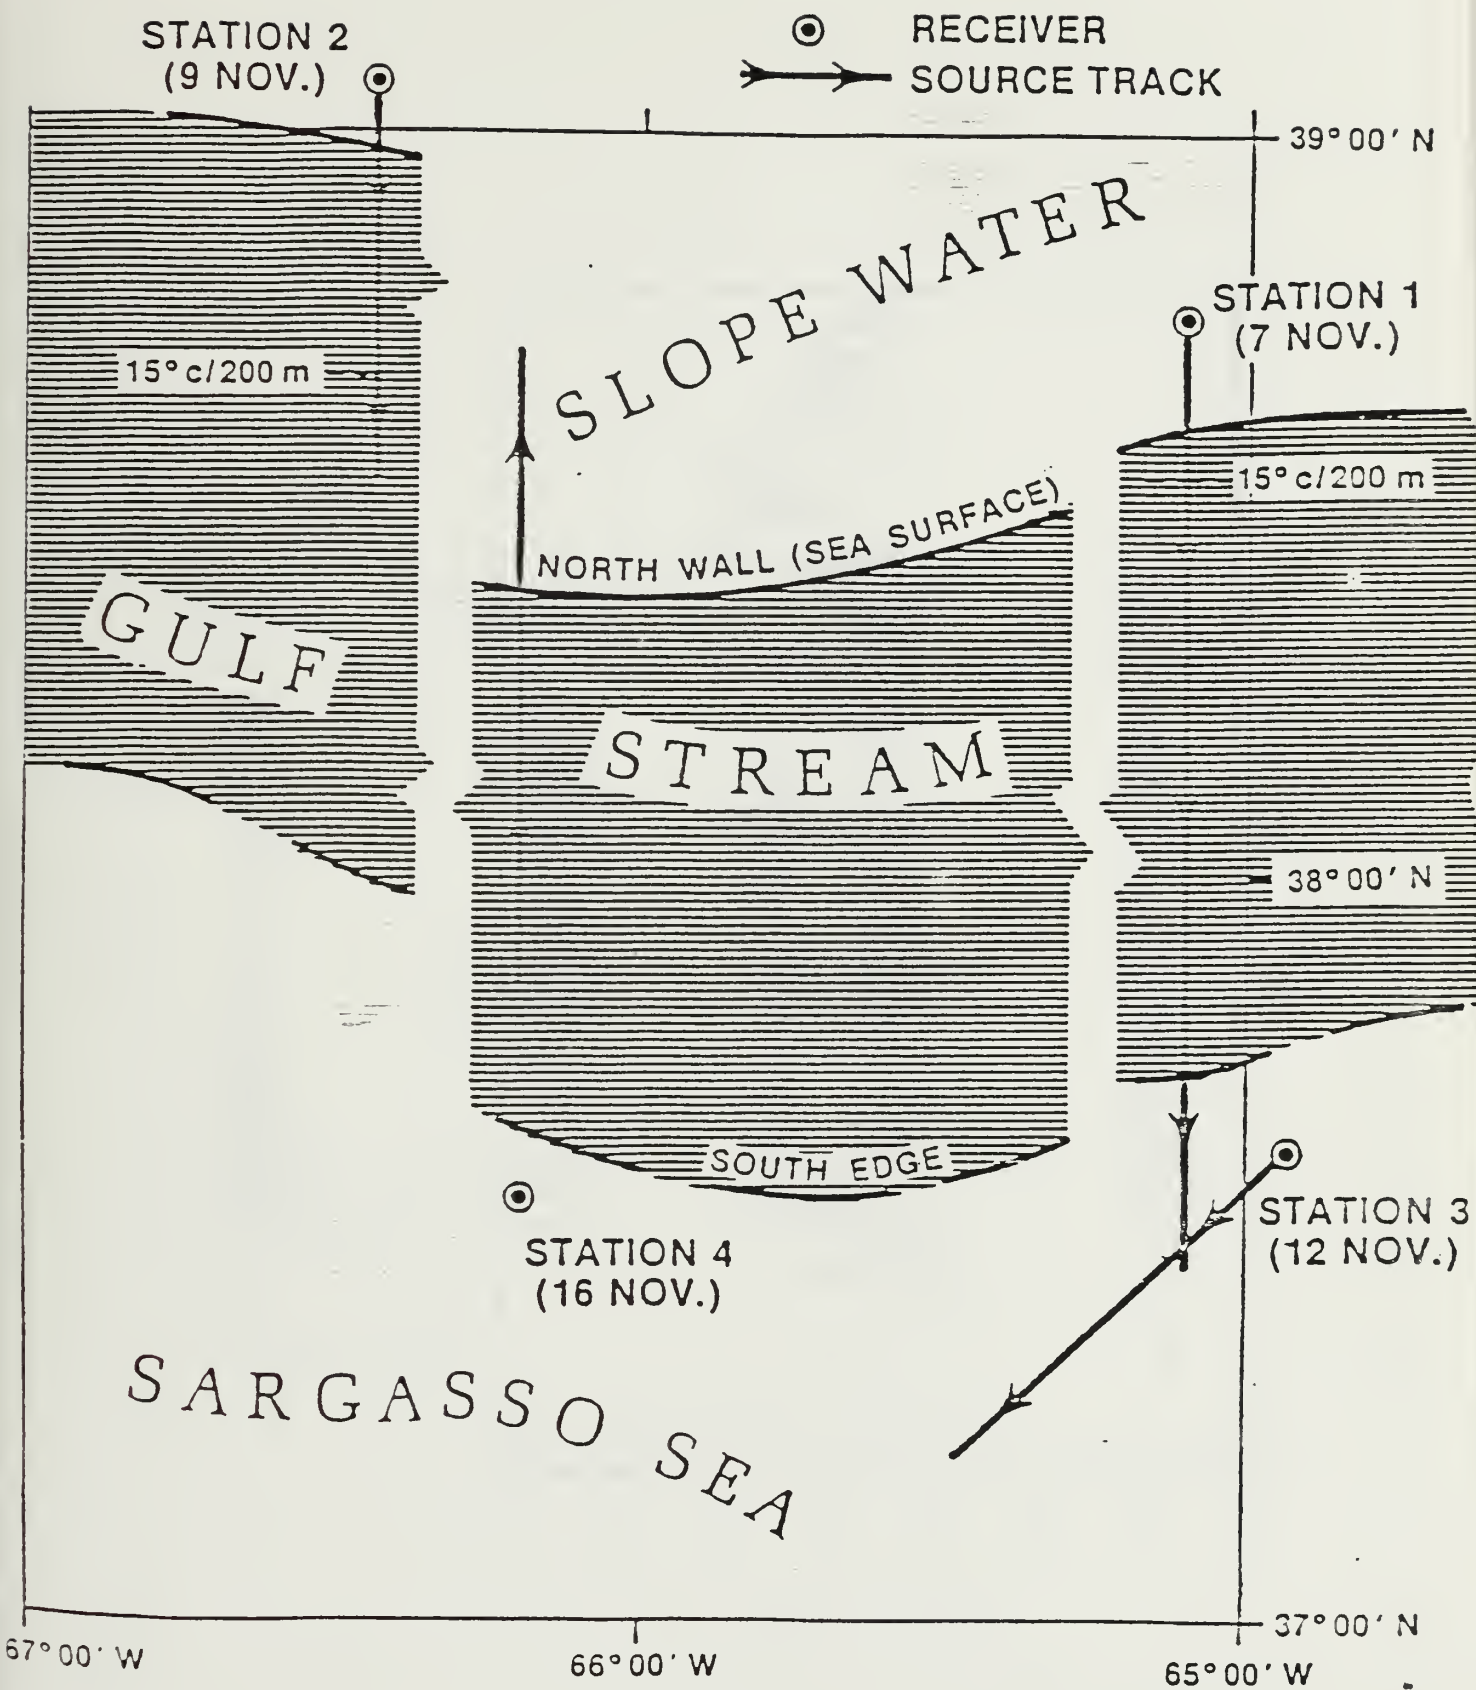 STATION 2
(9 NOV.)
RECEIVER
SOURCE TRACK
39°00' N
SLOPE WATER
STATION 1
(7 NOV.)
15°c/200 m
15°c/200 m
NORTH WALL (SEA SURFACE)
GULF
STREAM
38°00' N
SOUTH EDGE
STATION 4
(16 NOV.)
STATION 3
(12 NOV.)
SARGASSO SEA
37°00' N
67°00' W
66°00' W
65°00' W